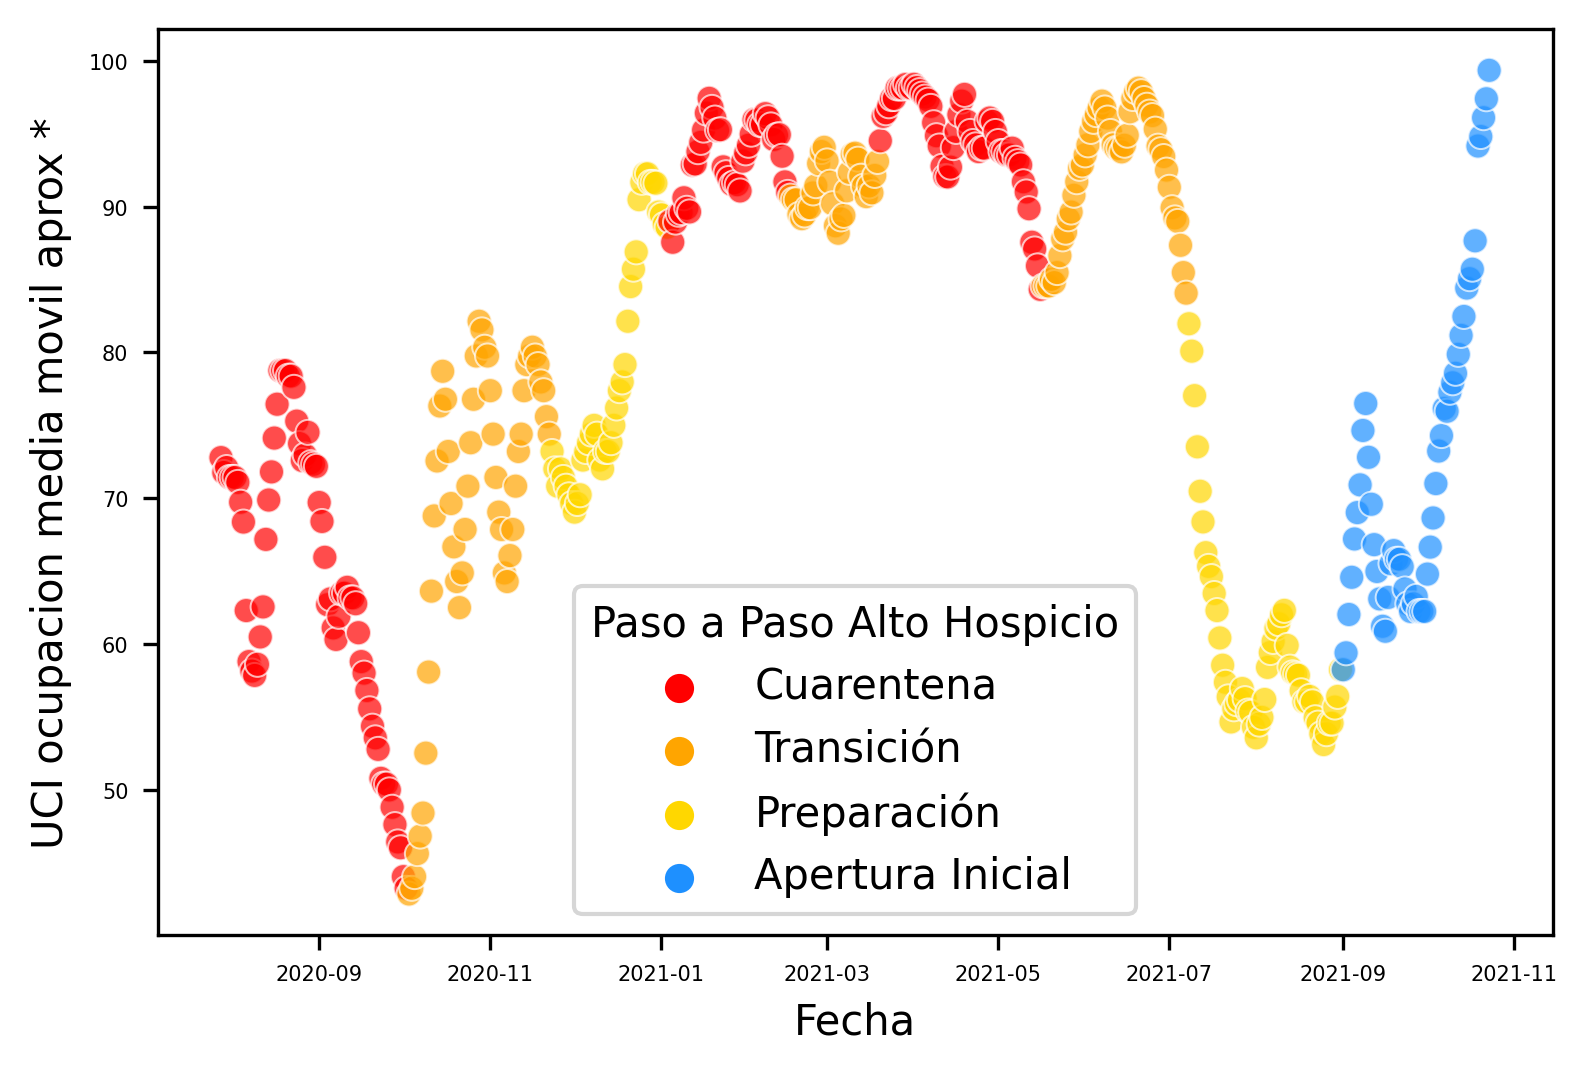 UCI ocupacion media movil aprox *
100
90
80
70
60
50
Paso a Paso Alto Hospicio
Cuarentena
Transición
Preparación
Apertura Inicial
2020-09 2020-11 2021-01 2021-03 2021-05 2021-07 2021-09 2021-11
Fecha